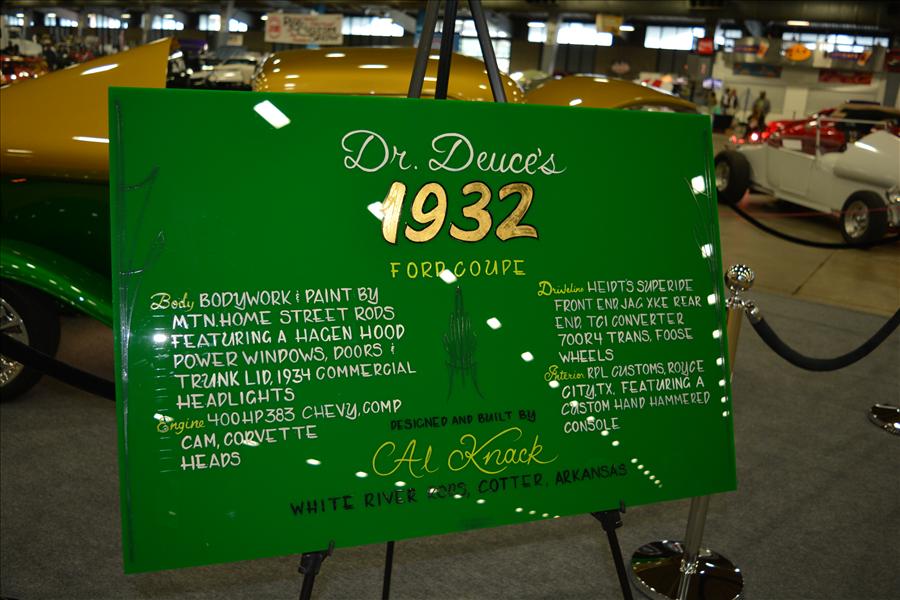 Dr. Deuce's
1932
FORD COUPE
Body BODYWORK & PAINT BY
MTN. HOME STREET RODS
FEATURING A HAGEN HOOD
POWER WINDOWS, DOORS &
TRUNK LID, 1934 COMMERCIAL
HEADLIGHTS
Engine 400 HP 383 CHEVY, COMP
CAM, CORVETTE
HEADS
Driveline HEIDT'S SUPERIDE
FRONT END, JAG XKE REAR
END, TCI CONVERTER
700R4 TRANS, FOOSE
WHEELS
Interior RPL CUSTOMS, ROYCE
CITY, TX, FEATURING A
CUSTOM HAND HAMMERED
CONSOLE
DESIGNED AND BUILT BY
Al Knack
WHITE RIVER RODS, COTTER, ARKANSAS